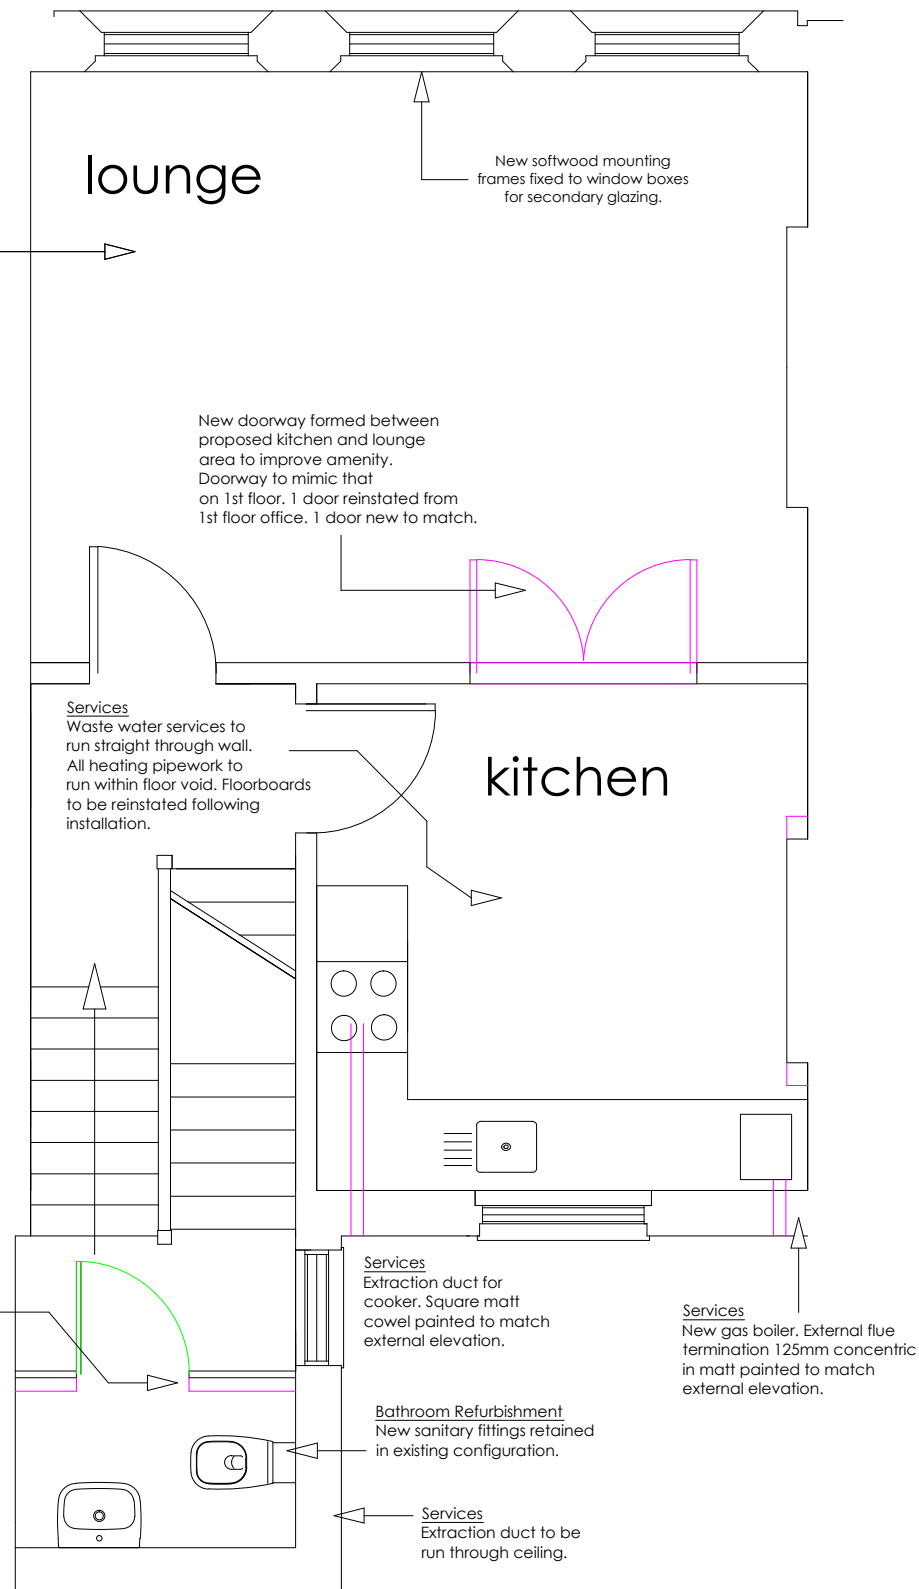 lounge
New softwood mounting
frames fixed to window boxes
for secondary glazing.
New doorway formed between
proposed kitchen and lounge
area to improve amenity.
Doorway to mimic that
on 1st floor. 1 door reinstated from
1st floor office. 1 door new to match.
Services
Waste water services to
run straight through wall.
All heating pipework to
run within floor void. Floorboards
to be reinstated following
installation.
kitchen
Services
Extraction duct for
cooker. Square matt
cowel painted to match
external elevation.
Services
New gas boiler. External flue
termination 125mm concentric
in matt painted to match
external elevation.
Bathroom Refurbishment
New sanitary fittings retained
in existing configuration.
Services
Extraction duct to be
run through ceiling.